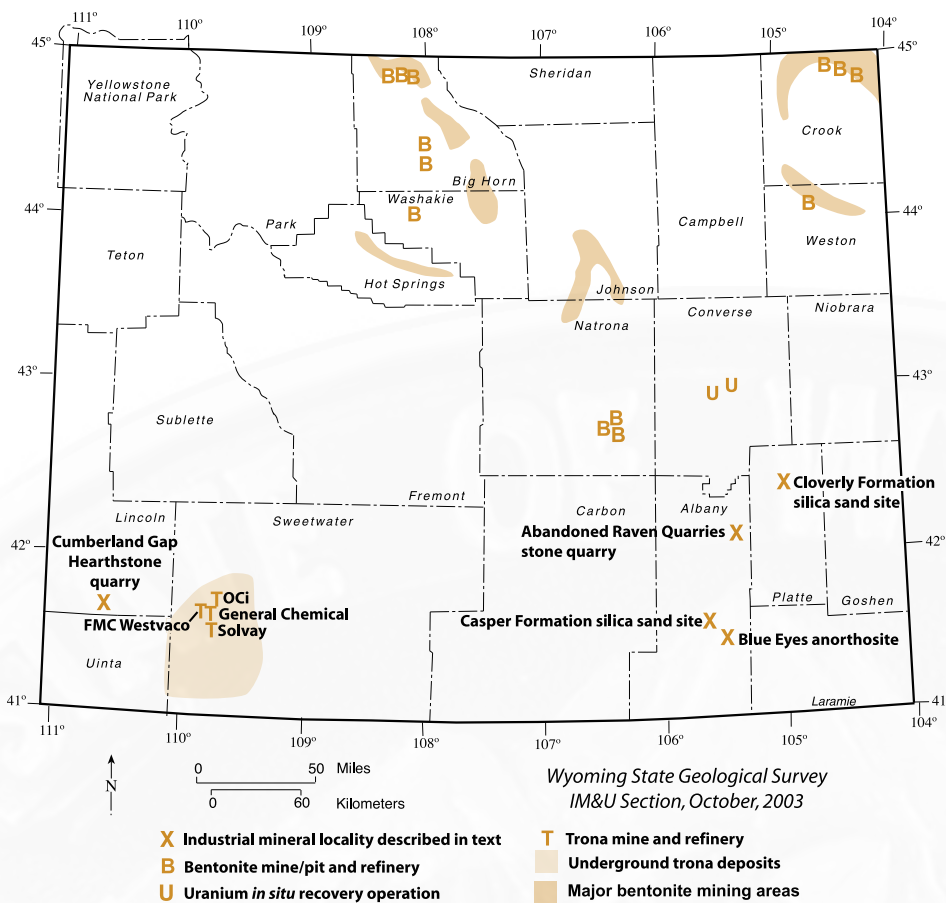 111°
110°
109°
108°
107°
106°
105°
104°
45°
45°
Yellowstone
National Park
Sheridan
B B B
B B B
Crook
B
B
Big Horn
Washakie
B
44°
44°
B
Park
Campbell
Weston
Teton
Hot Springs
Johnson
Natrona
Converse
Niobrara
43°
43°
U U
Sublette
B
B
B
Fremont
Carbon
Albany
X Cloverly Formation
silica sand site
Lincoln
Sweetwater
42°
42°
Abandoned Raven Quarries X
stone quarry
Cumberland Gap
Hearthstone
quarry
X
T OCi
T T General Chemical
FMC Westvaco
T Solvay
Platte
Goshen
Casper Formation silica sand site X
X Blue Eyes anorthosite
Uinta
Laramie
41°
41°
111°
110°
109°
108°
107°
106°
105°
104°
N
0 50 Miles
0 60 Kilometers
Wyoming State Geological Survey
IM&U Section, October, 2003
X Industrial mineral locality described in text
B Bentonite mine/pit and refinery
U Uranium in situ recovery operation
T Trona mine and refinery
Underground trona deposits
Major bentonite mining areas